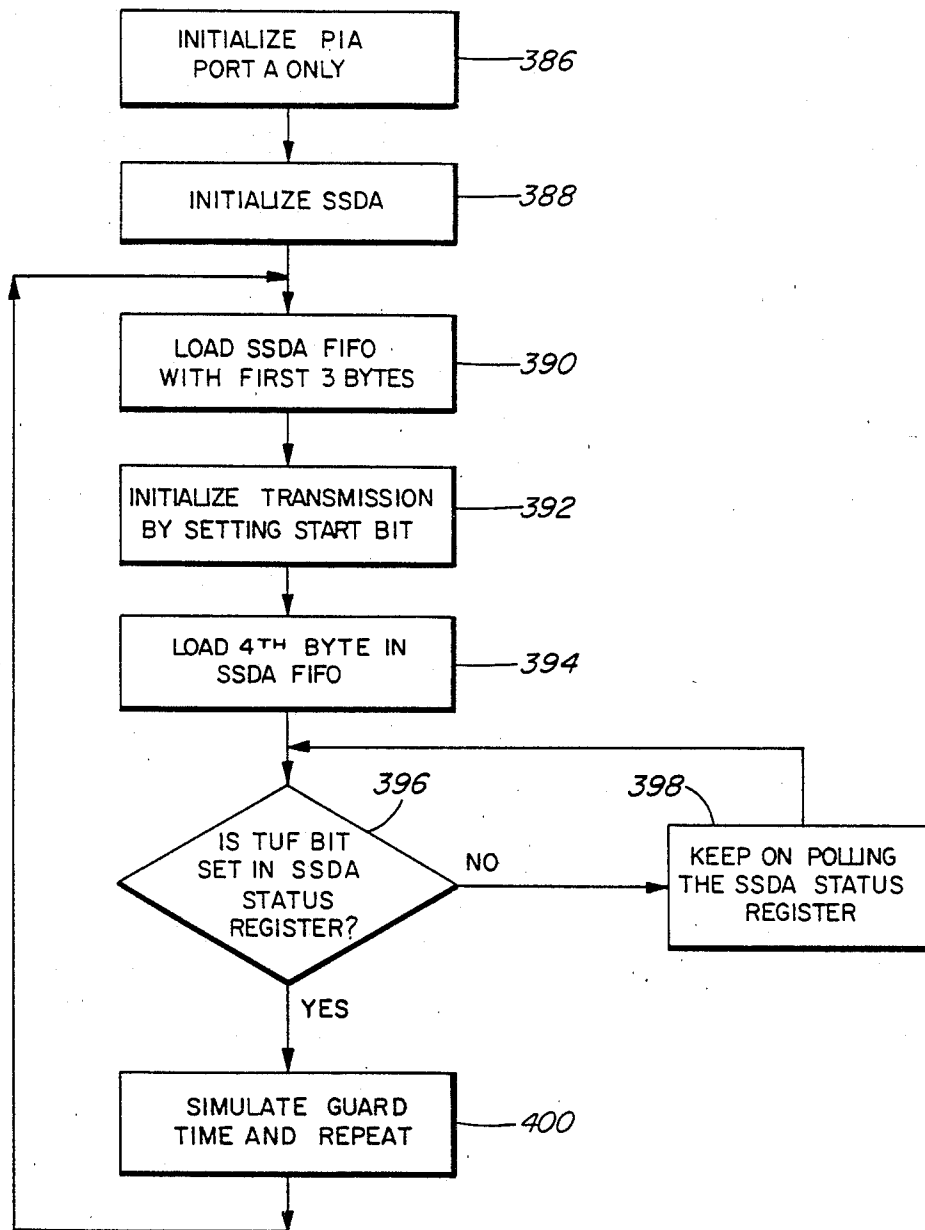 INITIALIZE PIA
PORT A ONLY
386
INITIALIZE SSDA
388
LOAD SSDA FIFO
WITH FIRST 3 BYTES
390
INITIALIZE TRANSMISSION
BY SETTING START BIT
392
LOAD 4TH BYTE IN
SSDA FIFO
394
396
IS TUF BIT
SET IN SSDA
STATUS
REGISTER?
NO
398
KEEP ON POLLING
THE SSDA STATUS
REGISTER
YES
SIMULATE GUARD
TIME AND REPEAT
400